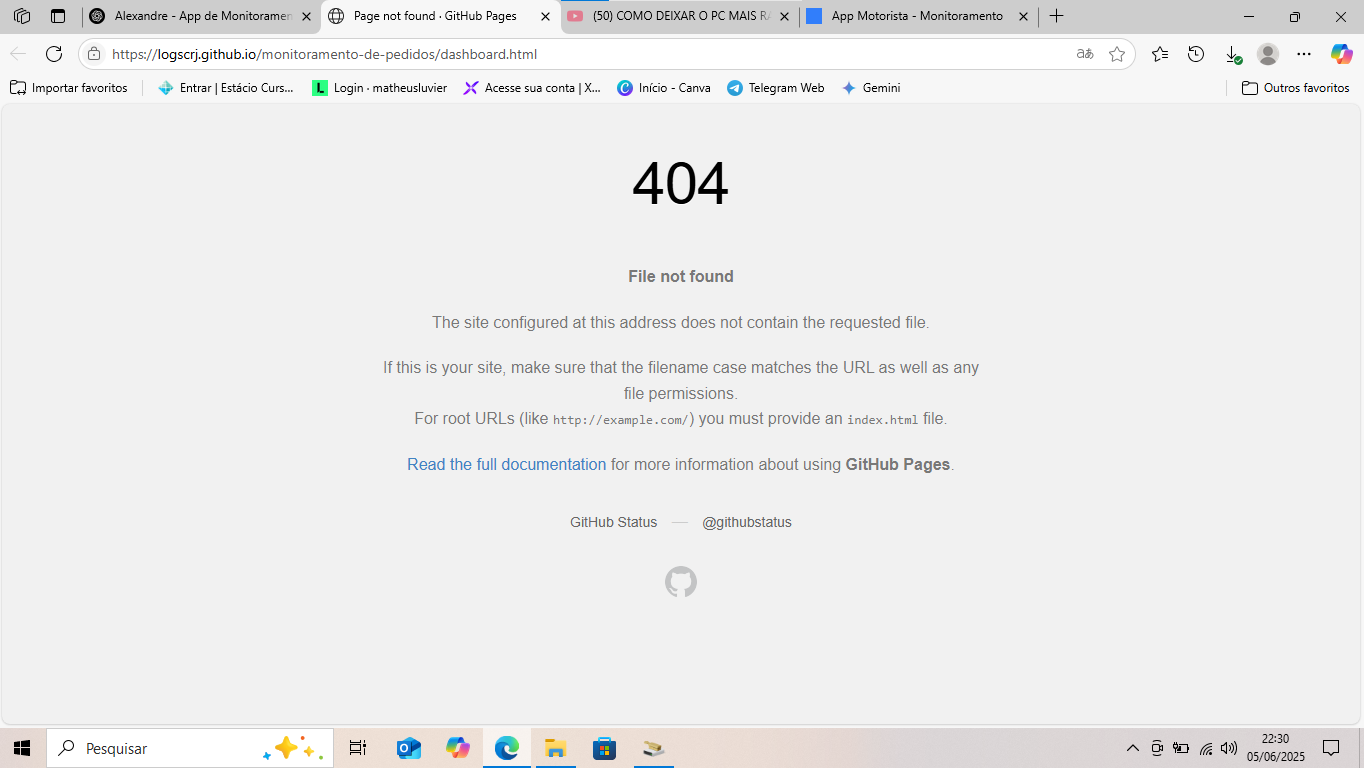 Alexandre - App de Monitoramen
Page not found · GitHub Pages
(50) COMO DEIXAR O PC MAIS RÁ
App Motorista - Monitoramento
https://logscrj.github.io/monitoramento-de-pedidos/dashboard.html
Importar favoritos
Entrar | Estácio Curs...
Login · matheusluvier
Acesse sua conta | X...
Início - Canva
Telegram Web
Gemini
Outros favoritos
404
File not found
The site configured at this address does not contain the requested file.
If this is your site, make sure that the filename case matches the URL as well as any
file permissions.
For root URLs (like http://example.com/) you must provide an index.html file.
Read the full documentation for more information about using GitHub Pages.
GitHub Status — @githubstatus
Pesquisar
22:30
05/06/2025